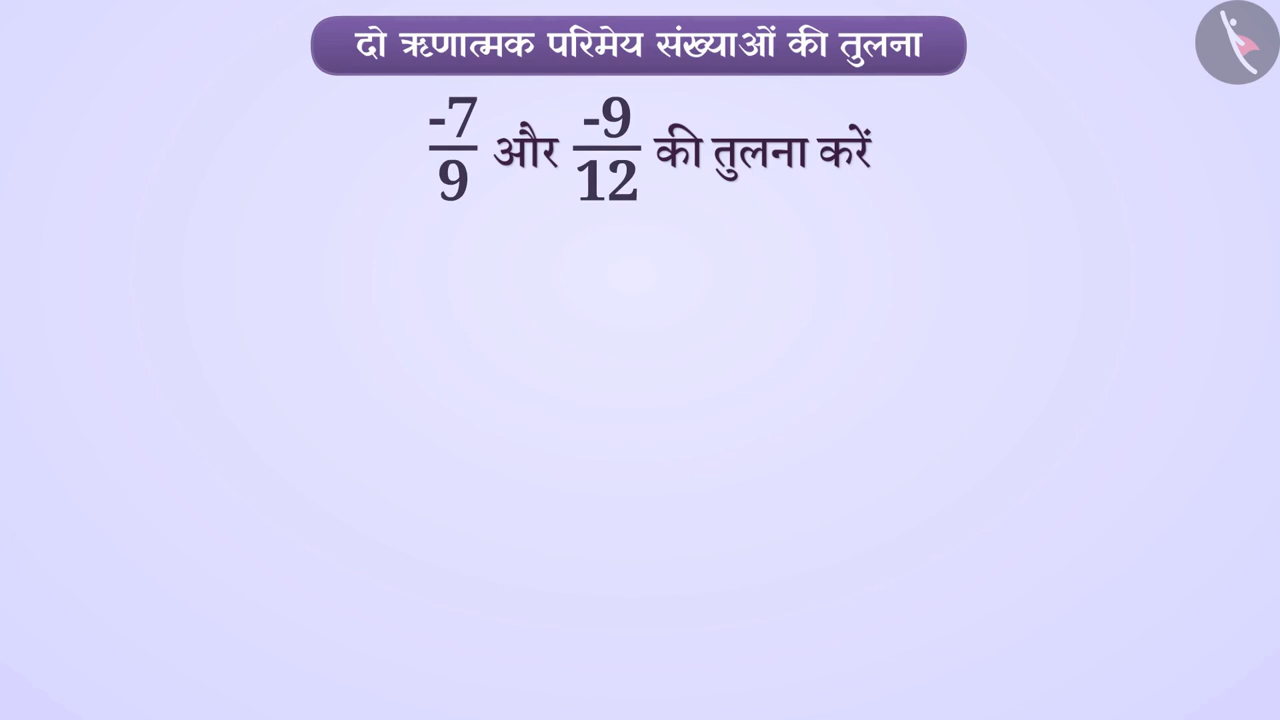 दो ऋणात्मक परिमेय संख्याओं की तुलना
-7/9 और -9/12 की तुलना करें